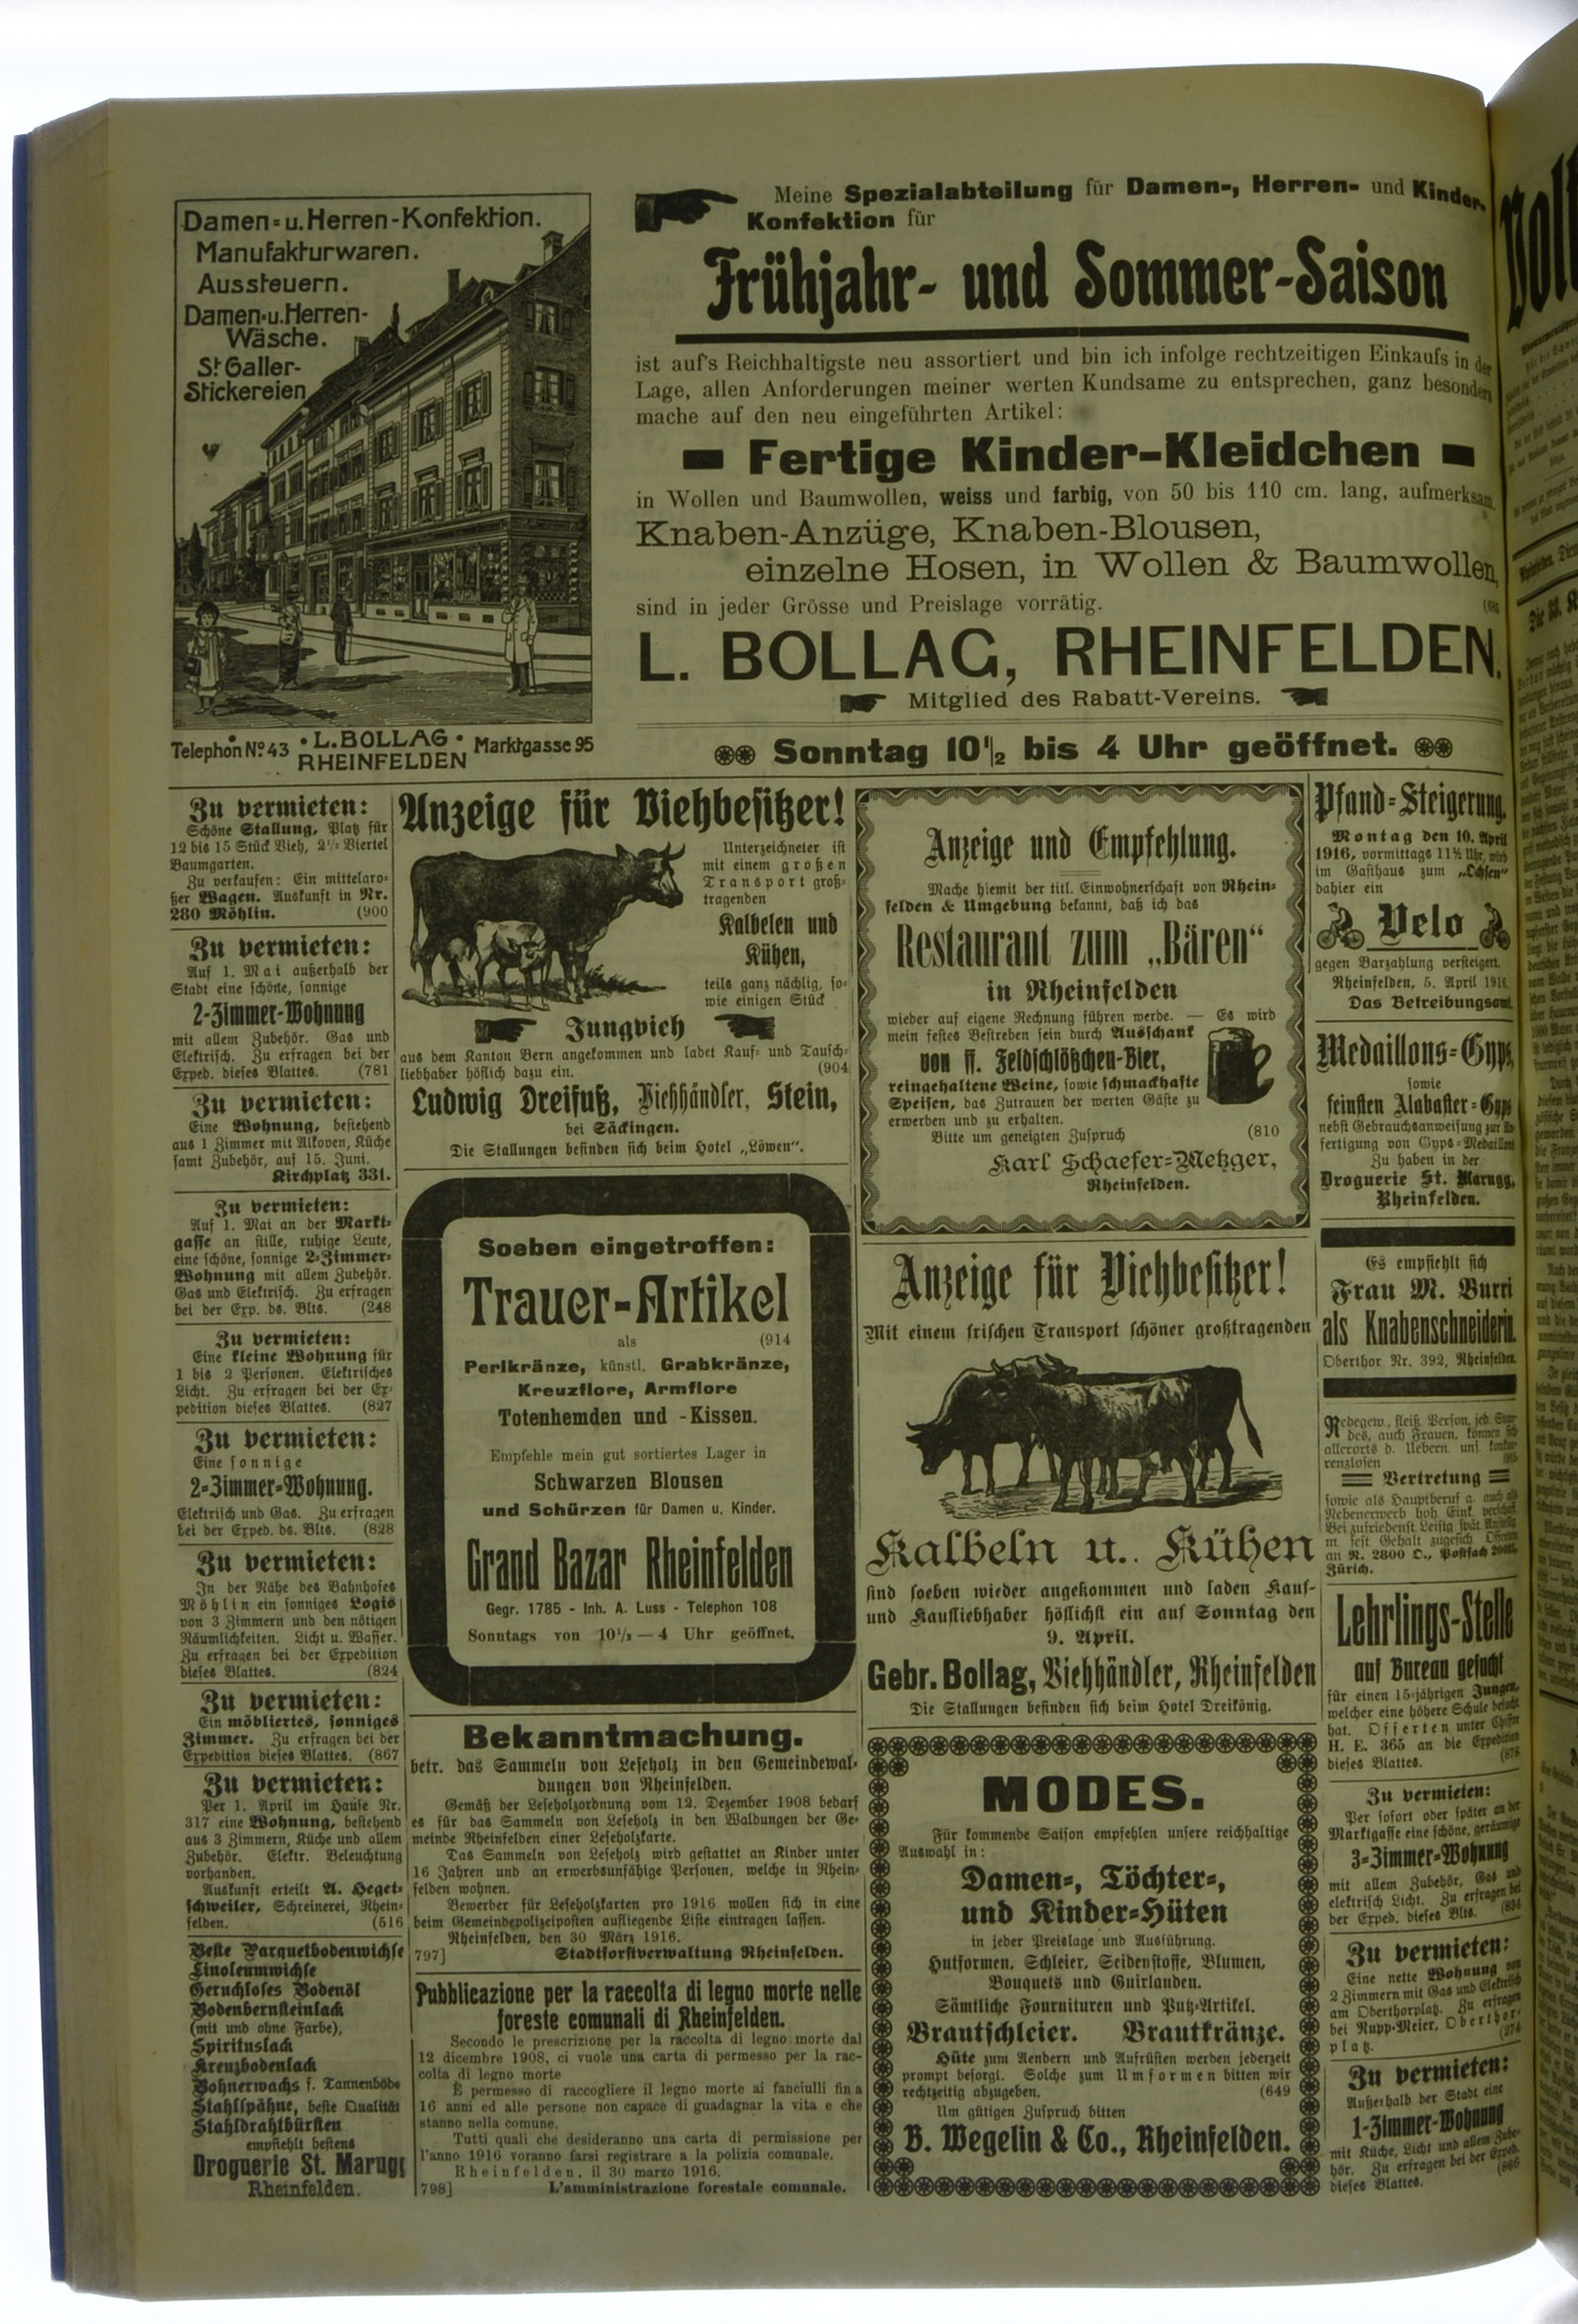 Damen- u. Herren-Konfektion.
Manufakturwaren.
Aussteuern.
Damen- u. Herren-
Wäsche.
St Galler-
Stickereien
Telephon No 43 · L. BOLLAG · Marktgasse 95
RHEINFELDEN
Meine Spezialabteilung für Damen-, Herren- und Kinder-
Konfektion für
Frühjahr- und Sommer-Saison
ist auf's Reichhaltigste neu assortiert und bin ich infolge rechtzeitigen Einkaufs in der
Lage, allen Anforderungen meiner werten Kundsame zu entsprechen, ganz besonders
mache auf den neu eingeführten Artikel:
Fertige Kinder-Kleidchen
in Wollen und Baumwollen, weiss und farbig, von 50 bis 110 cm. lang, aufmerksam.
Knaben-Anzüge, Knaben-Blousen,
einzelne Hosen, in Wollen & Baumwollen,
sind in jeder Grösse und Preislage vorrätig.
L. BOLLAG, RHEINFELDEN.
Mitglied des Rabatt-Vereins.
Sonntag 10 1/2 bis 4 Uhr geöffnet.
Zu vermieten:
Schöne Stallung, Platz für
12 bis 15 Stück Vieh, 2 1/2 Viertel
Baumgarten.
Zu verkaufen: Ein mittelgro-
ßer Wagen. Auskunft in Nr.
280 Möhlin. (900
Zu vermieten:
Auf 1. Mai außerhalb der
Stadt eine schöne, sonnige
2-Zimmer-Wohnung
mit allem Zubehör. Gas und
Elektrisch. Zu erfragen bei der
Exped. dieses Blattes. (781
Zu vermieten:
Eine Wohnung, bestehend
aus 1 Zimmer mit Alkoven, Küche
samt Zubehör, auf 15. Juni.
Kirchplatz 331.
Zu vermieten:
Auf 1. Mai an der Markt-
gasse an stille, ruhige Leute,
eine schöne, sonnige 2-Zimmer-
Wohnung mit allem Zubehör.
Gas und Elektrisch. Zu erfragen
bei der Exp. ds. Blts. (248
Zu vermieten:
Eine kleine Wohnung für
1 bis 2 Personen. Elektrisches
Licht. Zu erfragen bei der Ex-
pedition dieses Blattes. (827
Zu vermieten:
Eine sonnige
2-Zimmer-Wohnung.
Elektrisch und Gas. Zu erfragen
bei der Exped. ds. Blts. (828
Zu vermieten:
In der Nähe des Bahnhofes
Möhlin ein sonniges Logis
von 3 Zimmern und den nötigen
Räumlichkeiten. Licht u. Wasser.
Zu erfragen bei der Expedition
dieses Blattes. (824
Zu vermieten:
Ein möbliertes, sonniges
Zimmer. Zu erfragen bei der
Expedition dieses Blattes. (867
Zu vermieten:
Per 1. April im Hause Nr.
317 eine Wohnung, bestehend
aus 3 Zimmern, Küche und allem
Zubehör. Elektr. Beleuchtung
vorhanden.
Auskunft erteilt A. Heget-
schweiler, Schreinerei, Rhein-
felden. (516
Beste Parquetbodenwichse
Linoleumwichse
Geruchloses Bodenöl
Bodenbernsteinlack
(mit und ohne Farbe),
Spirituslack
Kreuzbodenlack
Bohnerwachs f. Tannenböde
Stahlspähne, beste Qualität
Stahldrahtbürsten
empfiehlt bestens
Droguerie St. Marugg
Rheinfelden.
Anzeige für Viehbesitzer!
Unterzeichneter ist
mit einem großen
Transport groß-
tragenden
Kalbelen und
Kühen,
teils ganz nächlig, so-
wie einigen Stück
Jungvieh
aus dem Kanton Bern angekommen und ladet Kauf- und Tausch-
liebhaber höflich dazu ein. (904
Ludwig Dreifuß, Viehhändler, Stein,
bei Säckingen.
Die Stallungen befinden sich beim Hotel „Löwen".
Soeben eingetroffen:
Trauer-Artikel
als (914
Perlkränze, künstl. Grabkränze,
Kreuzflore, Armflore
Totenhemden und -Kissen.
Empfehle mein gut sortiertes Lager in
Schwarzen Blousen
und Schürzen für Damen u. Kinder.
Grand Bazar Rheinfelden
Gegr. 1785 - Inh. A. Luss - Telephon 108
Sonntags von 10 1/2 — 4 Uhr geöffnet.
Bekanntmachung.
betr. das Sammeln von Leseholz in den Gemeindewal-
dungen von Rheinfelden.
Gemäß der Leseholzordnung vom 12. Dezember 1908 bedarf
es für das Sammeln von Leseholz in den Waldungen der Ge-
meinde Rheinfelden einer Leseholzkarte.
Das Sammeln von Leseholz wird gestattet an Kinder unter
16 Jahren und an erwerbsunfähige Personen, welche in Rhein-
felden wohnen.
Bewerber für Leseholzkarten pro 1916 wollen sich in eine
beim Gemeindepolizeiposten aufliegende Liste eintragen lassen.
Rheinfelden, den 30 März 1916.
797] Stadtforstverwaltung Rheinfelden.
Pubblicazione per la raccolta di legno morte nelle
foreste comunali di Rheinfelden.
Secondo le prescrizione per la raccolta di legno morte dal
12 dicembre 1908, ci vuole una carta di permesso per la rac-
colta di legno morte
È permesso di raccogliere il legno morte ai fanciulli fin a
16 anni ed alle persone non capace di guadagnar la vita e che
stanno nella comune.
Tutti quali che desideranno una carta di permissione per
l'anno 1916 voranno farsi registrare a la polizia comunale.
Rheinfelden, il 30 marzo 1916.
798] L'amministrazione forestale comunale.
Anzeige und Empfehlung.
Mache hiemit der titl. Einwohnerschaft von Rhein-
felden & Umgebung bekannt, daß ich das
Restaurant zum „Bären"
in Rheinfelden
wieder auf eigene Rechnung führen werde. — Es wird
mein festes Bestreben sein durch Ausschank
von ff. Feldschlößchen-Bier,
reingehaltene Weine, sowie schmackhafte
Speisen, das Zutrauen der werten Gäste zu
erwerben und zu erhalten.
Bitte um geneigten Zuspruch (810
Karl Schaefer-Metzger,
Rheinfelden.
Anzeige für Viehbesitzer!
Mit einem frischen Transport schöner großtragenden
Kalbeln u. Kühen
sind soeben wieder angekommen und laden Kauf-
und Tauschliebhaber höflichst ein auf Sonntag den
9. April.
Gebr. Bollag, Viehhändler, Rheinfelden
Die Stallungen befinden sich beim Hotel Dreikönig.
MODES.
Für kommende Saison empfehlen unsere reichhaltige
Auswahl in:
Damen-, Töchter-,
und Kinder-Hüten
in jeder Preislage und Ausführung.
Hutformen, Schleier, Seidenstoffe, Blumen,
Bouquets und Guirlanden.
Sämtliche Fournituren und Putz-Artikel.
Brautschleier. Brautkränze.
Hüte zum Aendern und Aufrüsten werden jederzeit
prompt besorgt. Solche zum Umformen bitten wir
rechtzeitig abzugeben. (649
Um gütigen Zuspruch bitten
B. Wegelin & Co., Rheinfelden.
Pfand-Steigerung.
Montag den 10. April
1916, vormittags 11½ Uhr, wird
im Gasthaus zum „Ochsen"
dahier ein
Velo
gegen Barzahlung versteigert.
Rheinfelden, 5. April 1916.
Das Betreibungsamt.
Medaillons-Gyps,
sowie
feinsten Alabaster-Gyps
nebst Gebrauchsanweisung zur An-
fertigung von Gyps-Medaillons
Zu haben in der
Droguerie St. Marugg,
Rheinfelden.
Es empfiehlt sich
Frau M. Burri
als Knabenschneiderin.
Oberthor Nr. 392, Rheinfelden.
Redegew., fleiß. Person, jed. Stan-
des, auch Frauen, können sich
allerorts d. Uebern. uns. konkur-
renzlosen
Vertretung
sowie als Hauptberuf o. auch als
Nebenerwerb hoh. Eink. verschaff.
Bei zufriedenst. Leistg. spät. Anstellg.
m. fest. Gehalt zugesich. Offerten
an R. 2800 O., Postfach
Zürich.
Lehrlings-Stelle
auf Bureau gesucht
für einen 15-jährigen Jungen,
welcher eine höhere Schule besucht
hat. Offerten unter Chiffre
H. E. 365 an die Expedition
dieses Blattes. (876
Zu vermieten:
Per sofort oder später an der
Marktgasse eine schöne, geräumige
3-Zimmer-Wohnung
mit allem Zubehör, Gas und
elektrisch Licht. Zu erfragen bei
der Exped. dieses Blts.
Zu vermieten:
Eine nette Wohnung von
2 Zimmern mit Gas und Elektrisch
am Oberthorplatz. Zu erfragen
bei Rupp-Meier, Oberthor-
platz. (274
Zu vermieten:
Außerhalb der Stadt eine
1-Zimmer-Wohnung
mit Küche, Licht und allem Zube-
hör. Zu erfragen bei der Exped.
dieses Blattes.